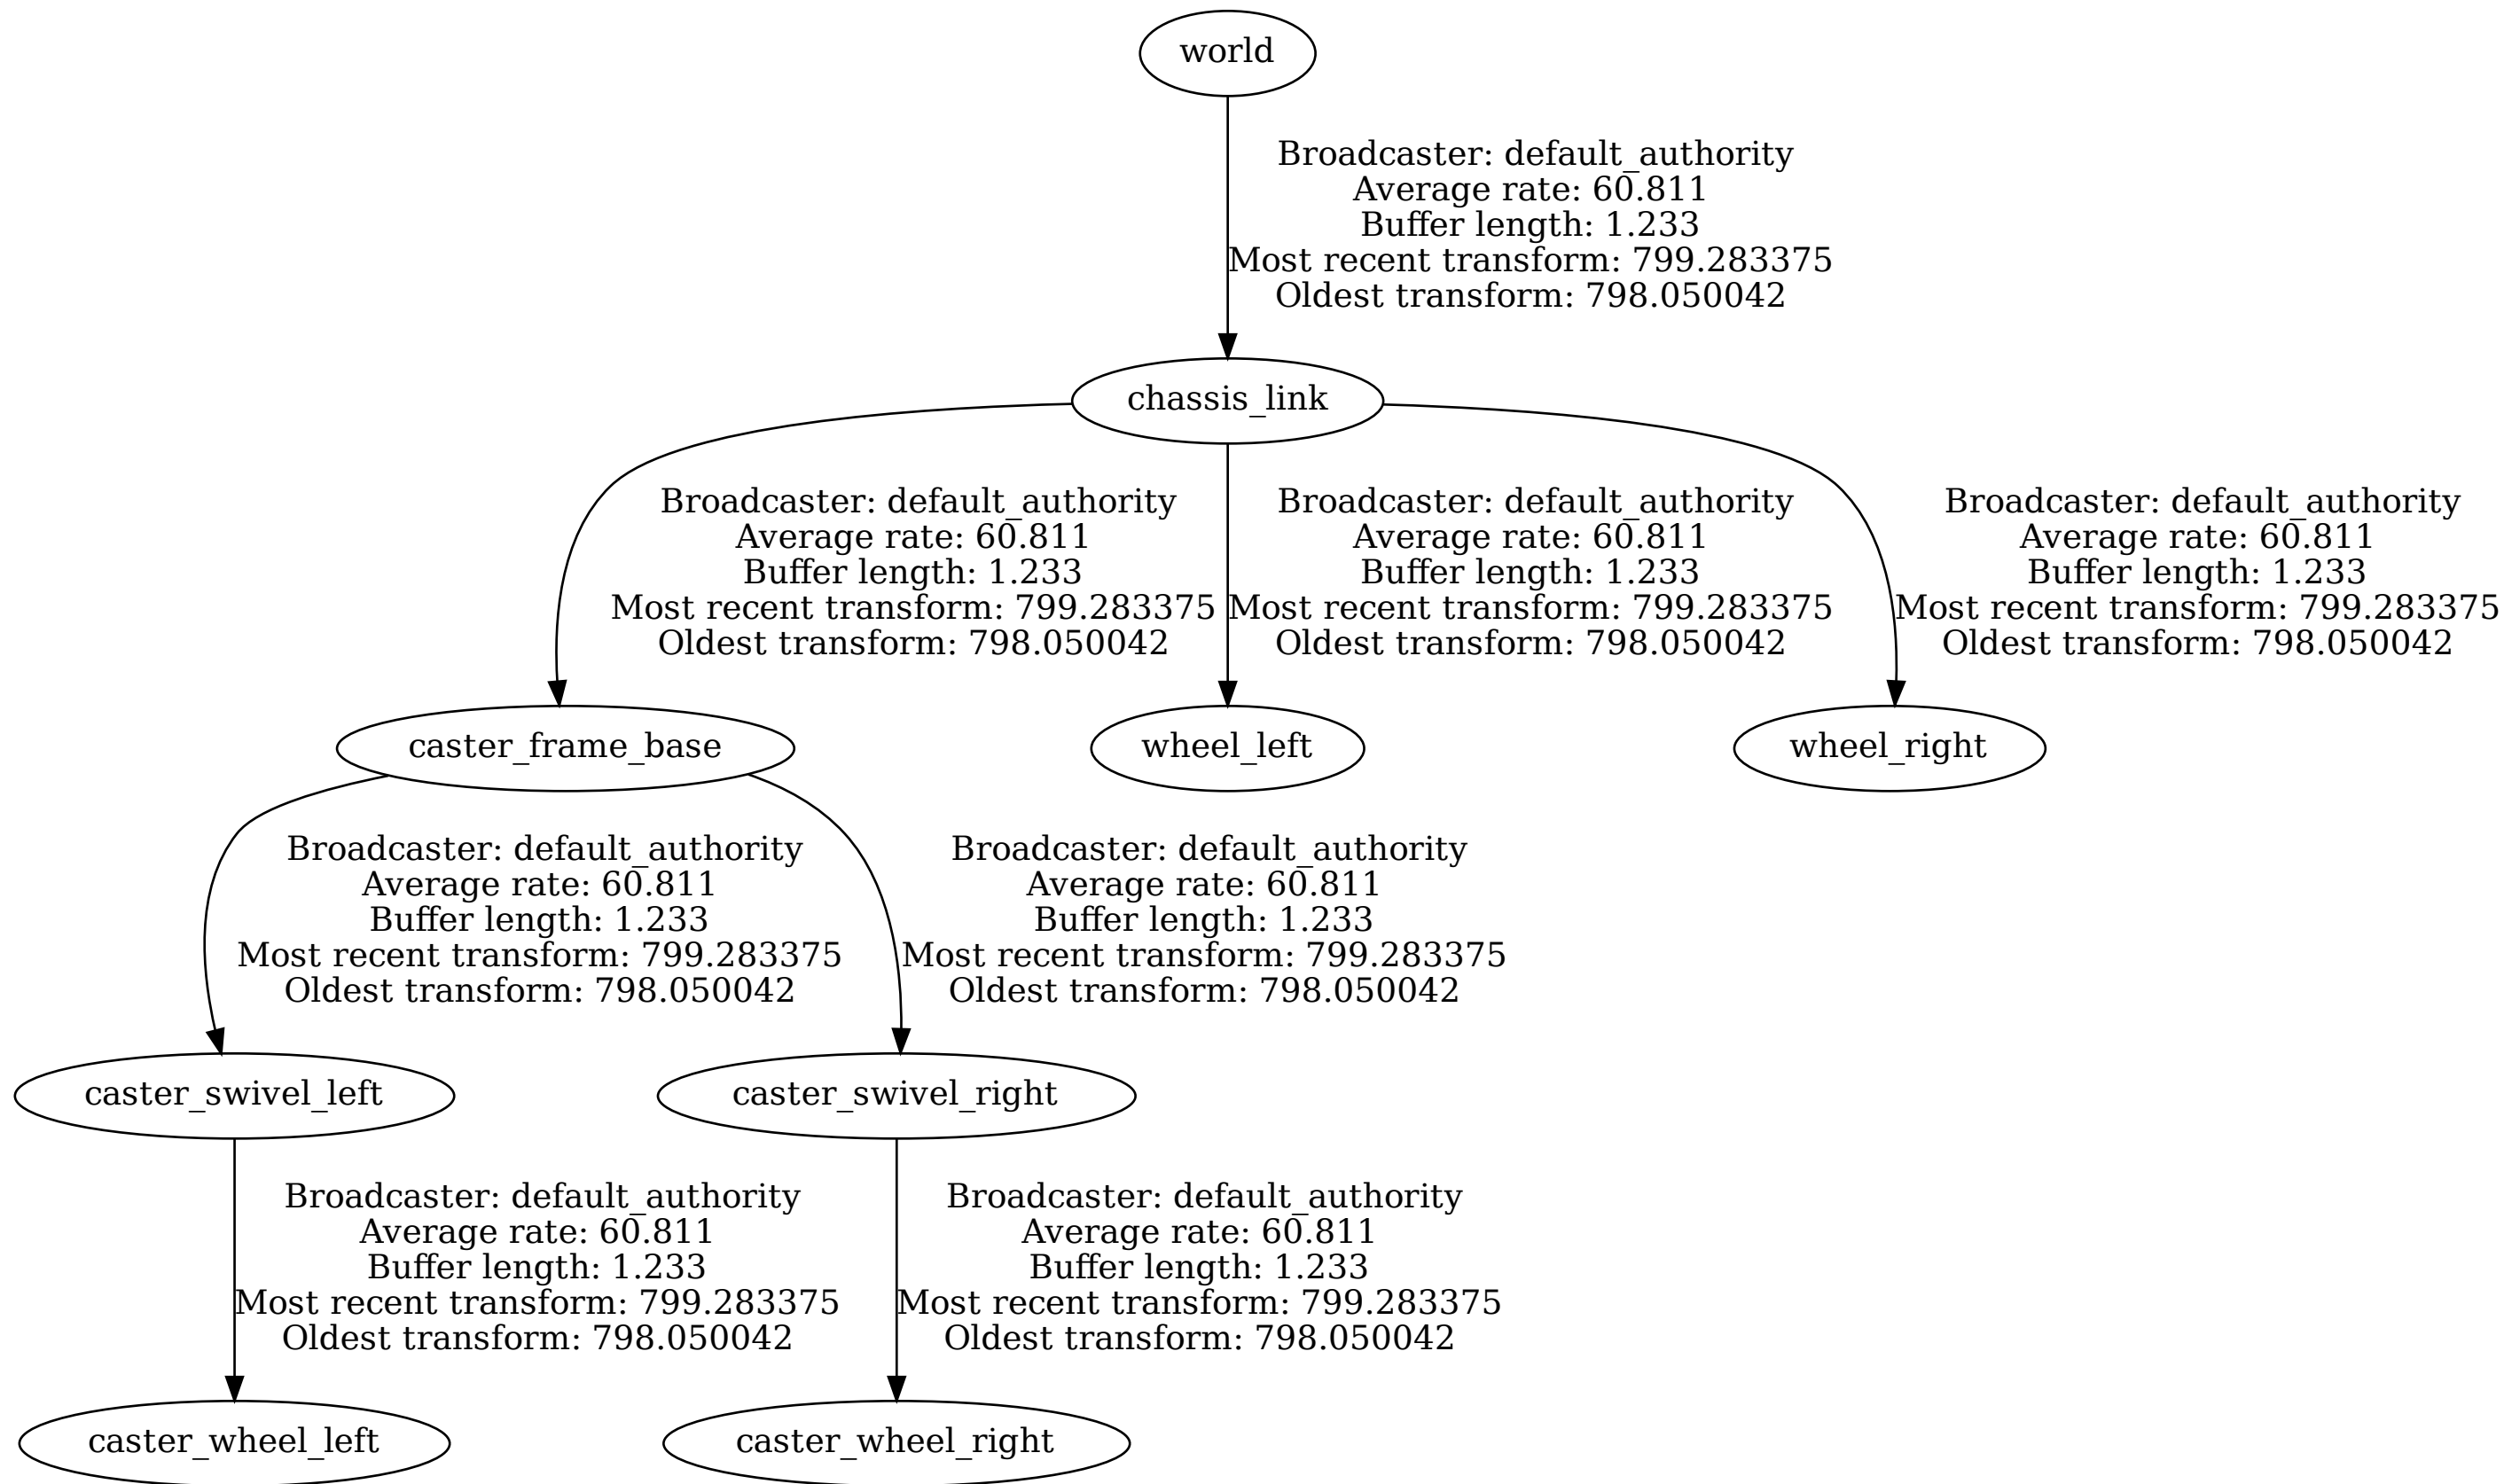 world
Broadcaster: default_authority
Average rate: 60.811
Buffer length: 1.233
Most recent transform: 799.283375
Oldest transform: 798.050042
chassis_link
Broadcaster: default_authority
Average rate: 60.811
Buffer length: 1.233
Most recent transform: 799.283375
Oldest transform: 798.050042
Broadcaster: default_authority
Average rate: 60.811
Buffer length: 1.233
Most recent transform: 799.283375
Oldest transform: 798.050042
Broadcaster: default_authority
Average rate: 60.811
Buffer length: 1.233
Most recent transform: 799.283375
Oldest transform: 798.050042
caster_frame_base
wheel_left
wheel_right
Broadcaster: default_authority
Average rate: 60.811
Buffer length: 1.233
Most recent transform: 799.283375
Oldest transform: 798.050042
Broadcaster: default_authority
Average rate: 60.811
Buffer length: 1.233
Most recent transform: 799.283375
Oldest transform: 798.050042
caster_swivel_left
caster_swivel_right
Broadcaster: default_authority
Average rate: 60.811
Buffer length: 1.233
Most recent transform: 799.283375
Oldest transform: 798.050042
Broadcaster: default_authority
Average rate: 60.811
Buffer length: 1.233
Most recent transform: 799.283375
Oldest transform: 798.050042
caster_wheel_left
caster_wheel_right